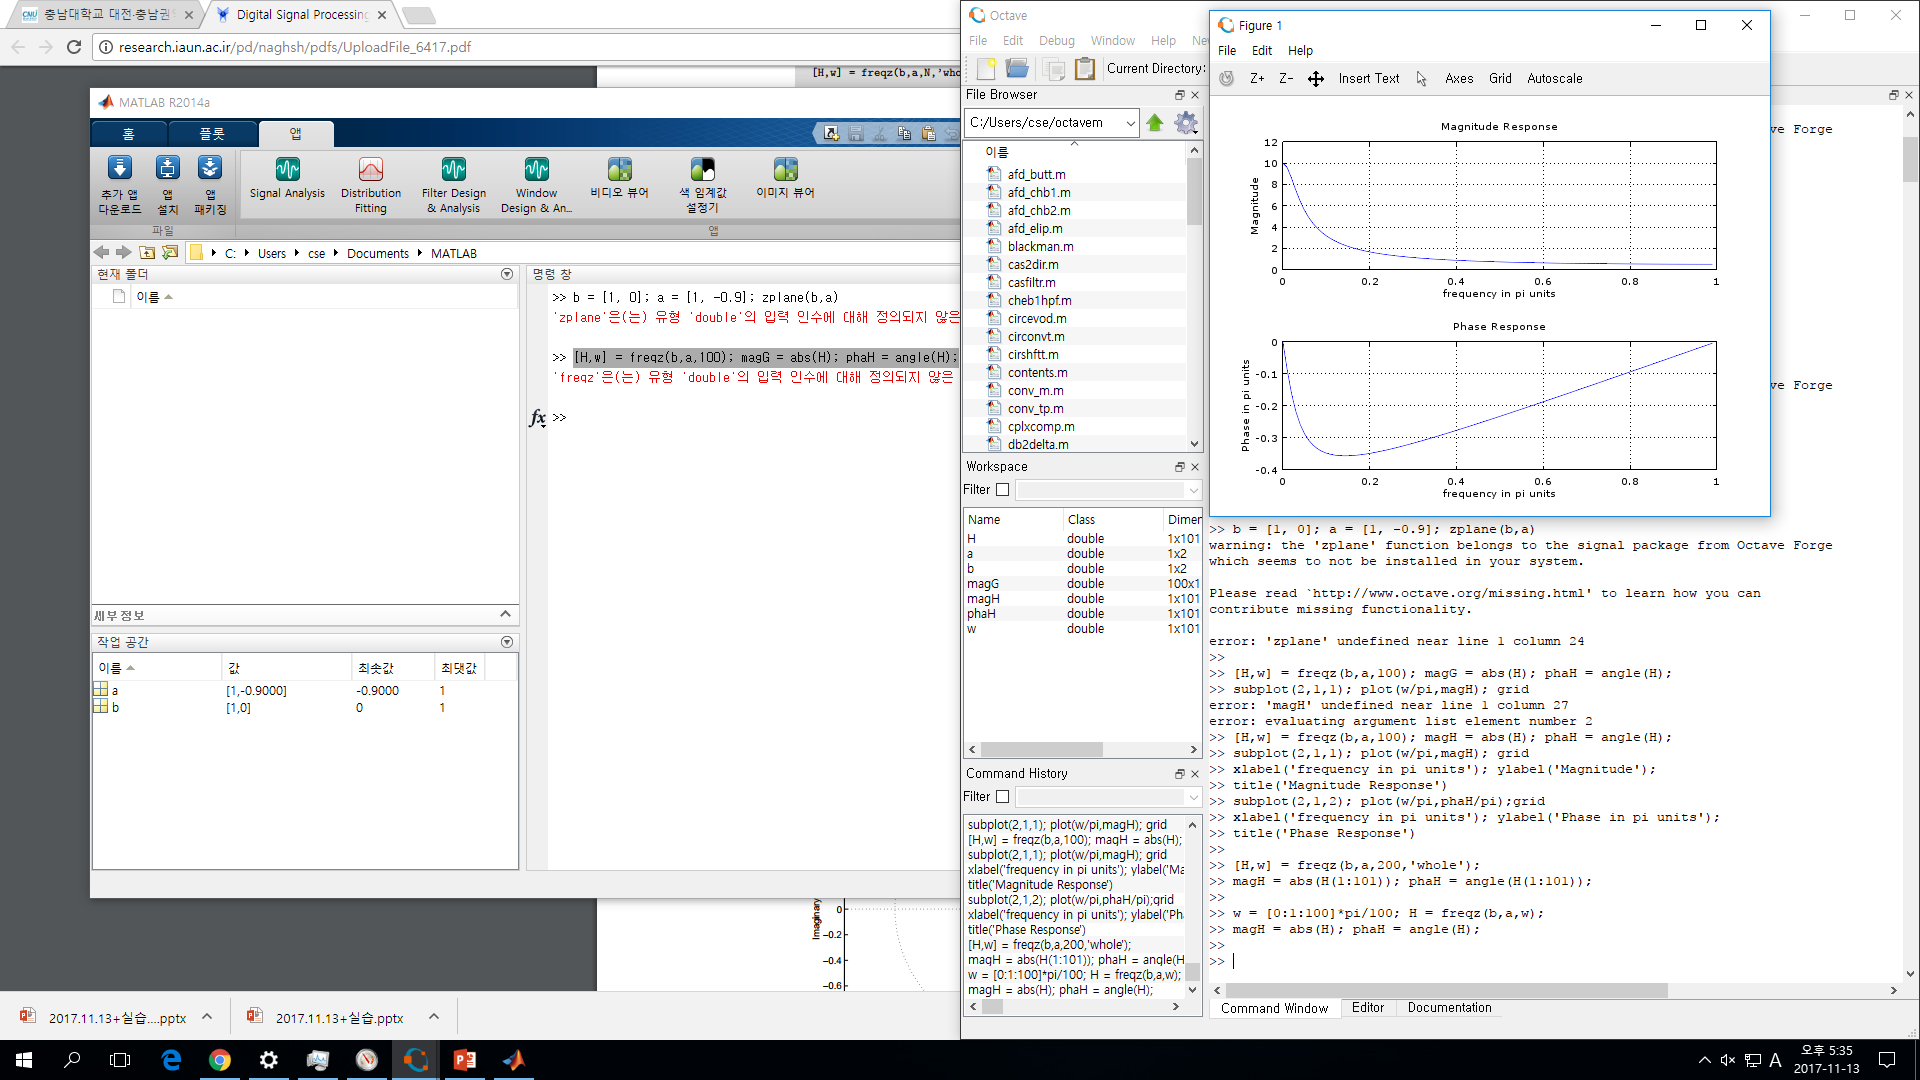 충남대학교 대전·충남권
Digital Signal Processing
research.iaun.ac.ir/pd/naghsh/pdfs/UploadFile_6417.pdf
[H,w] = freqz(b,a,N,'who
MATLAB R2014a
홈
플롯
앱
추가 앱
다운로드
앱
설치
앱
패키징
Signal Analysis
Distribution
Fitting
Filter Design
& Analysis
Window
Design & An...
비디오 뷰어
색 임계값
설정기
이미지 뷰어
파일
앱
C:
Users
cse
Documents
MATLAB
현재 폴더
이름
세부 정보
작업 공간
이름
값
최솟값
최댓값
a
[1,-0.9000]
-0.9000
1
b
[1,0]
0
1
명령 창
>> b = [1, 0]; a = [1, -0.9]; zplane(b,a)
'zplane'은(는) 유형 'double'의 입력 인수에 대해 정의되지 않은
>> [H,w] = freqz(b,a,100); magG = abs(H); phaH = angle(H);
'freqz'은(는) 유형 'double'의 입력 인수에 대해 정의되지 않은
fx >>
Imaginary
0
-0.2
-0.4
-0.6
Octave
File
Edit
Debug
Window
Help
Nev
Current Directory:
File Browser
C:/Users/cse/octavem
이름
afd_butt.m
afd_chb1.m
afd_chb2.m
afd_elip.m
blackman.m
cas2dir.m
casfiltr.m
cheb1hpf.m
circevod.m
circonvt.m
cirshftt.m
contents.m
conv_m.m
conv_tp.m
cplxcomp.m
db2delta.m
Workspace
Filter
Name
Class
Dimen
H
double
1x101
a
double
1x2
b
double
1x2
magG
double
100x1
magH
double
1x101
phaH
double
1x101
w
double
1x101
Command History
Filter
subplot(2,1,1); plot(w/pi,magH); grid
[H,w] = freqz(b,a,100); magH = abs(H);
subplot(2,1,1); plot(w/pi,magH); grid
xlabel('frequency in pi units'); ylabel('Ma
title('Magnitude Response')
subplot(2,1,2); plot(w/pi,phaH/pi);grid
xlabel('frequency in pi units'); ylabel('Ph
title('Phase Response')
[H,w] = freqz(b,a,200,'whole');
magH = abs(H(1:101)); phaH = angle(H
w = [0:1:100]*pi/100; H = freqz(b,a,w);
magH = abs(H); phaH = angle(H);
Figure 1
File
Edit
Help
Z+
Z-
Insert Text
Axes
Grid
Autoscale
Magnitude Response
Magnitude
12
10
8
6
4
2
0
0
0.2
0.4
0.6
0.8
1
frequency in pi units
Phase Response
Phase in pi units
0
-0.1
-0.2
-0.3
-0.4
0
0.2
0.4
0.6
0.8
1
frequency in pi units
ave Forge
ave Forge
>> b = [1, 0]; a = [1, -0.9]; zplane(b,a)
warning: the 'zplane' function belongs to the signal package from Octave Forge
which seems to not be installed in your system.
Please read `http://www.octave.org/missing.html' to learn how you can
contribute missing functionality.
error: 'zplane' undefined near line 1 column 24
>>
>> [H,w] = freqz(b,a,100); magG = abs(H); phaH = angle(H);
>> subplot(2,1,1); plot(w/pi,magH); grid
error: 'magH' undefined near line 1 column 27
error: evaluating argument list element number 2
>> [H,w] = freqz(b,a,100); magH = abs(H); phaH = angle(H);
>> subplot(2,1,1); plot(w/pi,magH); grid
>> xlabel('frequency in pi units'); ylabel('Magnitude');
>> title('Magnitude Response')
>> subplot(2,1,2); plot(w/pi,phaH/pi);grid
>> xlabel('frequency in pi units'); ylabel('Phase in pi units');
>> title('Phase Response')
>>
>> [H,w] = freqz(b,a,200,'whole');
>> magH = abs(H(1:101)); phaH = angle(H(1:101));
>>
>> w = [0:1:100]*pi/100; H = freqz(b,a,w);
>> magH = abs(H); phaH = angle(H);
>>
>>
Command Window
Editor
Documentation
2017.11.13+실습....pptx
2017.11.13+실습.pptx
A
오후 5:35
2017-11-13